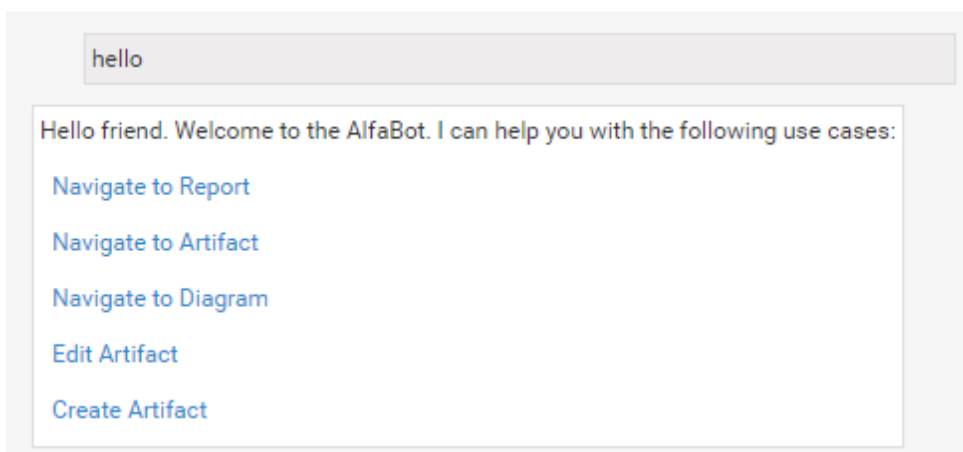 hello
Hello friend. Welcome to the AlfaBot. I can help you with the following use cases:
Navigate to Report
Navigate to Artifact
Navigate to Diagram
Edit Artifact
Create Artifact